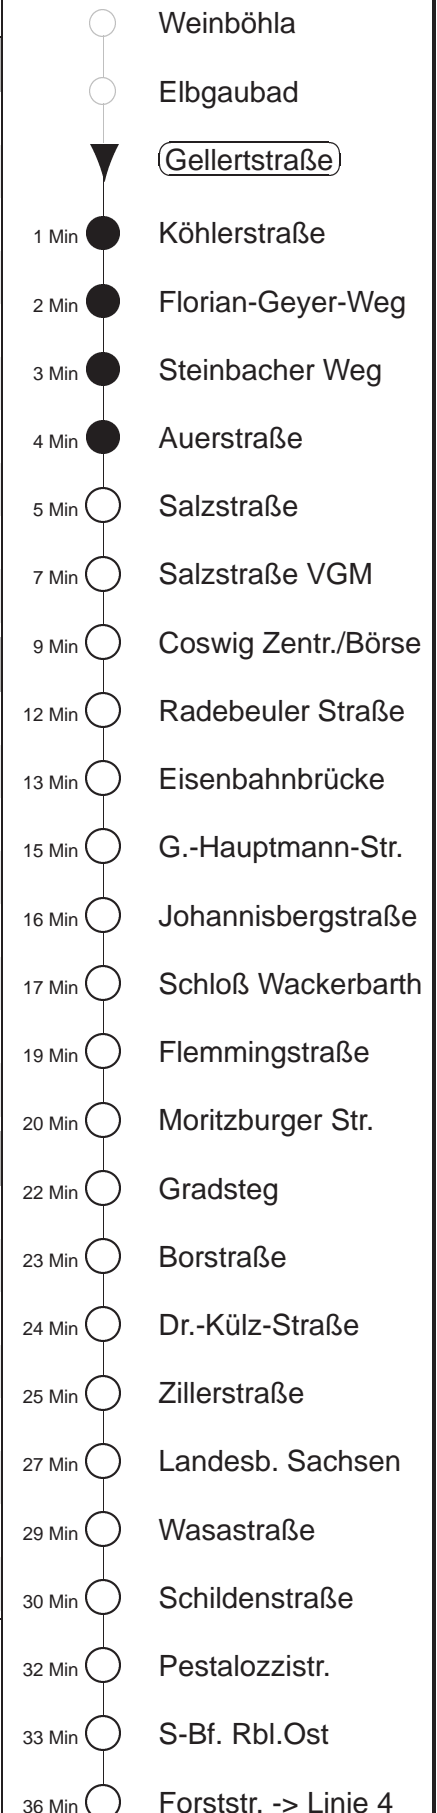 Weinböhla
Elbgaubad
Gellertstraße
1 Min Köhlerstraße
2 Min Florian-Geyer-Weg
3 Min Steinbacher Weg
4 Min Auerstraße
5 Min Salzstraße
7 Min Salzstraße VGM
9 Min Coswig Zentr./Börse
12 Min Radebeuler Straße
13 Min Eisenbahnbrücke
15 Min G.-Hauptmann-Str.
16 Min Johannisbergstraße
17 Min Schloß Wackerbarth
19 Min Flemmingstraße
20 Min Moritzburger Str.
22 Min Gradsteg
23 Min Borstraße
24 Min Dr.-Külz-Straße
25 Min Zillerstraße
27 Min Landesb. Sachsen
29 Min Wasastraße
30 Min Schildenstraße
32 Min Pestalozzistr.
33 Min S-Bf. Rbl.Ost
36 Min Forststr. -> Linie 4